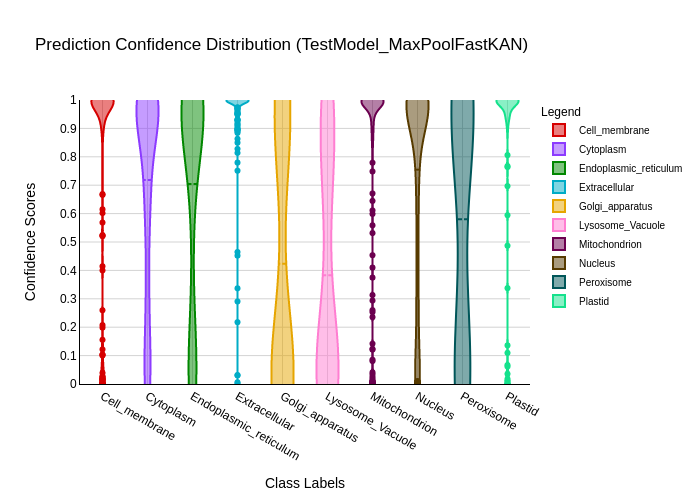 Prediction Confidence Distribution (TestModel_MaxPoolFastKAN)
Confidence Scores
1
0.9
0.8
0.7
0.6
0.5
0.4
0.3
0.2
0.1
0
Cell_membrane
Cytoplasm
Endoplasmic_reticulum
Extracellular
Golgi_apparatus
Lysosome_Vacuole
Mitochondrion
Nucleus
Peroxisome
Plastid
Class Labels
Legend
Cell_membrane
Cytoplasm
Endoplasmic_reticulum
Extracellular
Golgi_apparatus
Lysosome_Vacuole
Mitochondrion
Nucleus
Peroxisome
Plastid